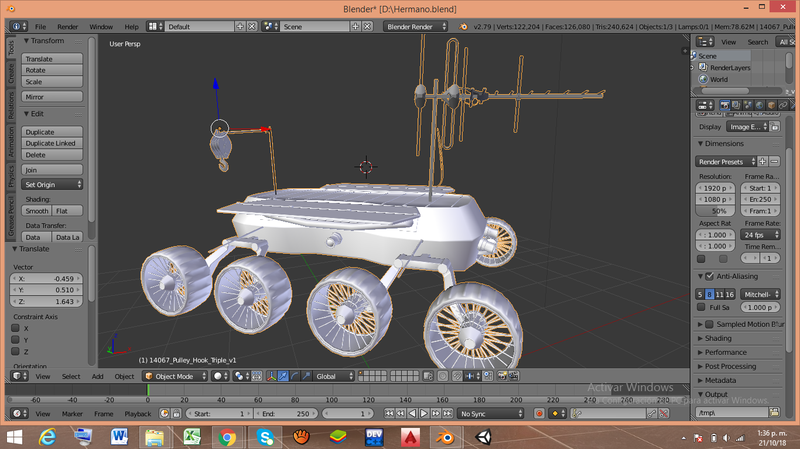 Blender* [D:\Hermano.blend]
File Render Window Help Default Scene Blender Render v2.79 | Verts:122,204 | Faces:126,080 | Tris:240,624 | Objects:1/3 | Lamps:0/1 | Mem:78.62M | 14067_Pulley_Hook_Triple_v1
Tools
Create
Relations
Animation
Physics
Grease Pencil
Transform
Translate
Rotate
Scale
Mirror
Edit
Duplicate
Duplicate Linked
Delete
Join
Set Origin
Shading:
Smooth Flat
Data Transfer:
Data Data La
Translate
Vector
X: -0.459
Y: 0.510
Z: 1.643
Constraint Axis
X
Y
Z
Orientation
User Persp
(1) 14067_Pulley_Hook_Triple_v1
View Search All Sc
Scene
RenderLayers
World
Display Image E...
Dimensions
Render Presets
Resolution: Frame Ra...
1920 p Start: 1
1080 p En:250
50% Fram:1
Aspect Rat Frame Rate:
: 1.000 24 fps
: 1.000 Time Rem...
:1
Anti-Aliasing
5 8 11 16 Mitchell-
Full Sa : 1.000 p
Sampled Motion Blur
Shading
Performance
Post Processing
Metadata
Output
/tmp\
View Select Add Object Object Mode Global
Activar Windows
para activar Windows.
-60 -40 -20 0 20 40 60 80 100 120 140 160 180 200 220 240 260 280
View Marker Frame Playback Start: 1 End: 250 1 No Sync
DEV
1:36 p. m.
21/10/18